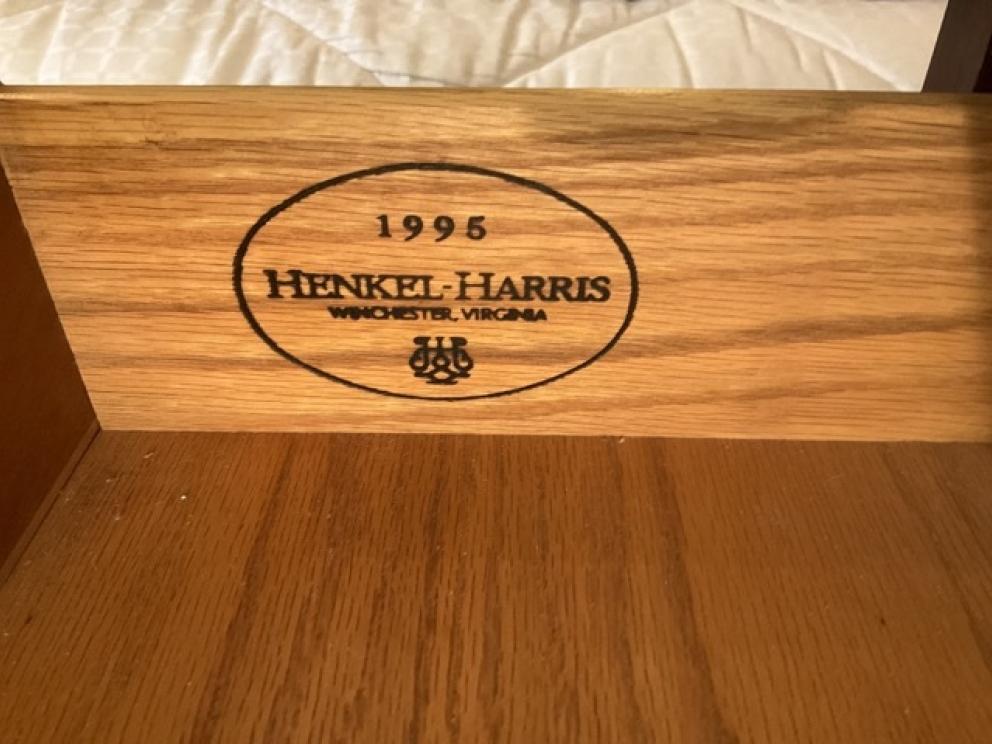 1995
HENKEL-HARRIS
WINCHESTER, VIRGINIA